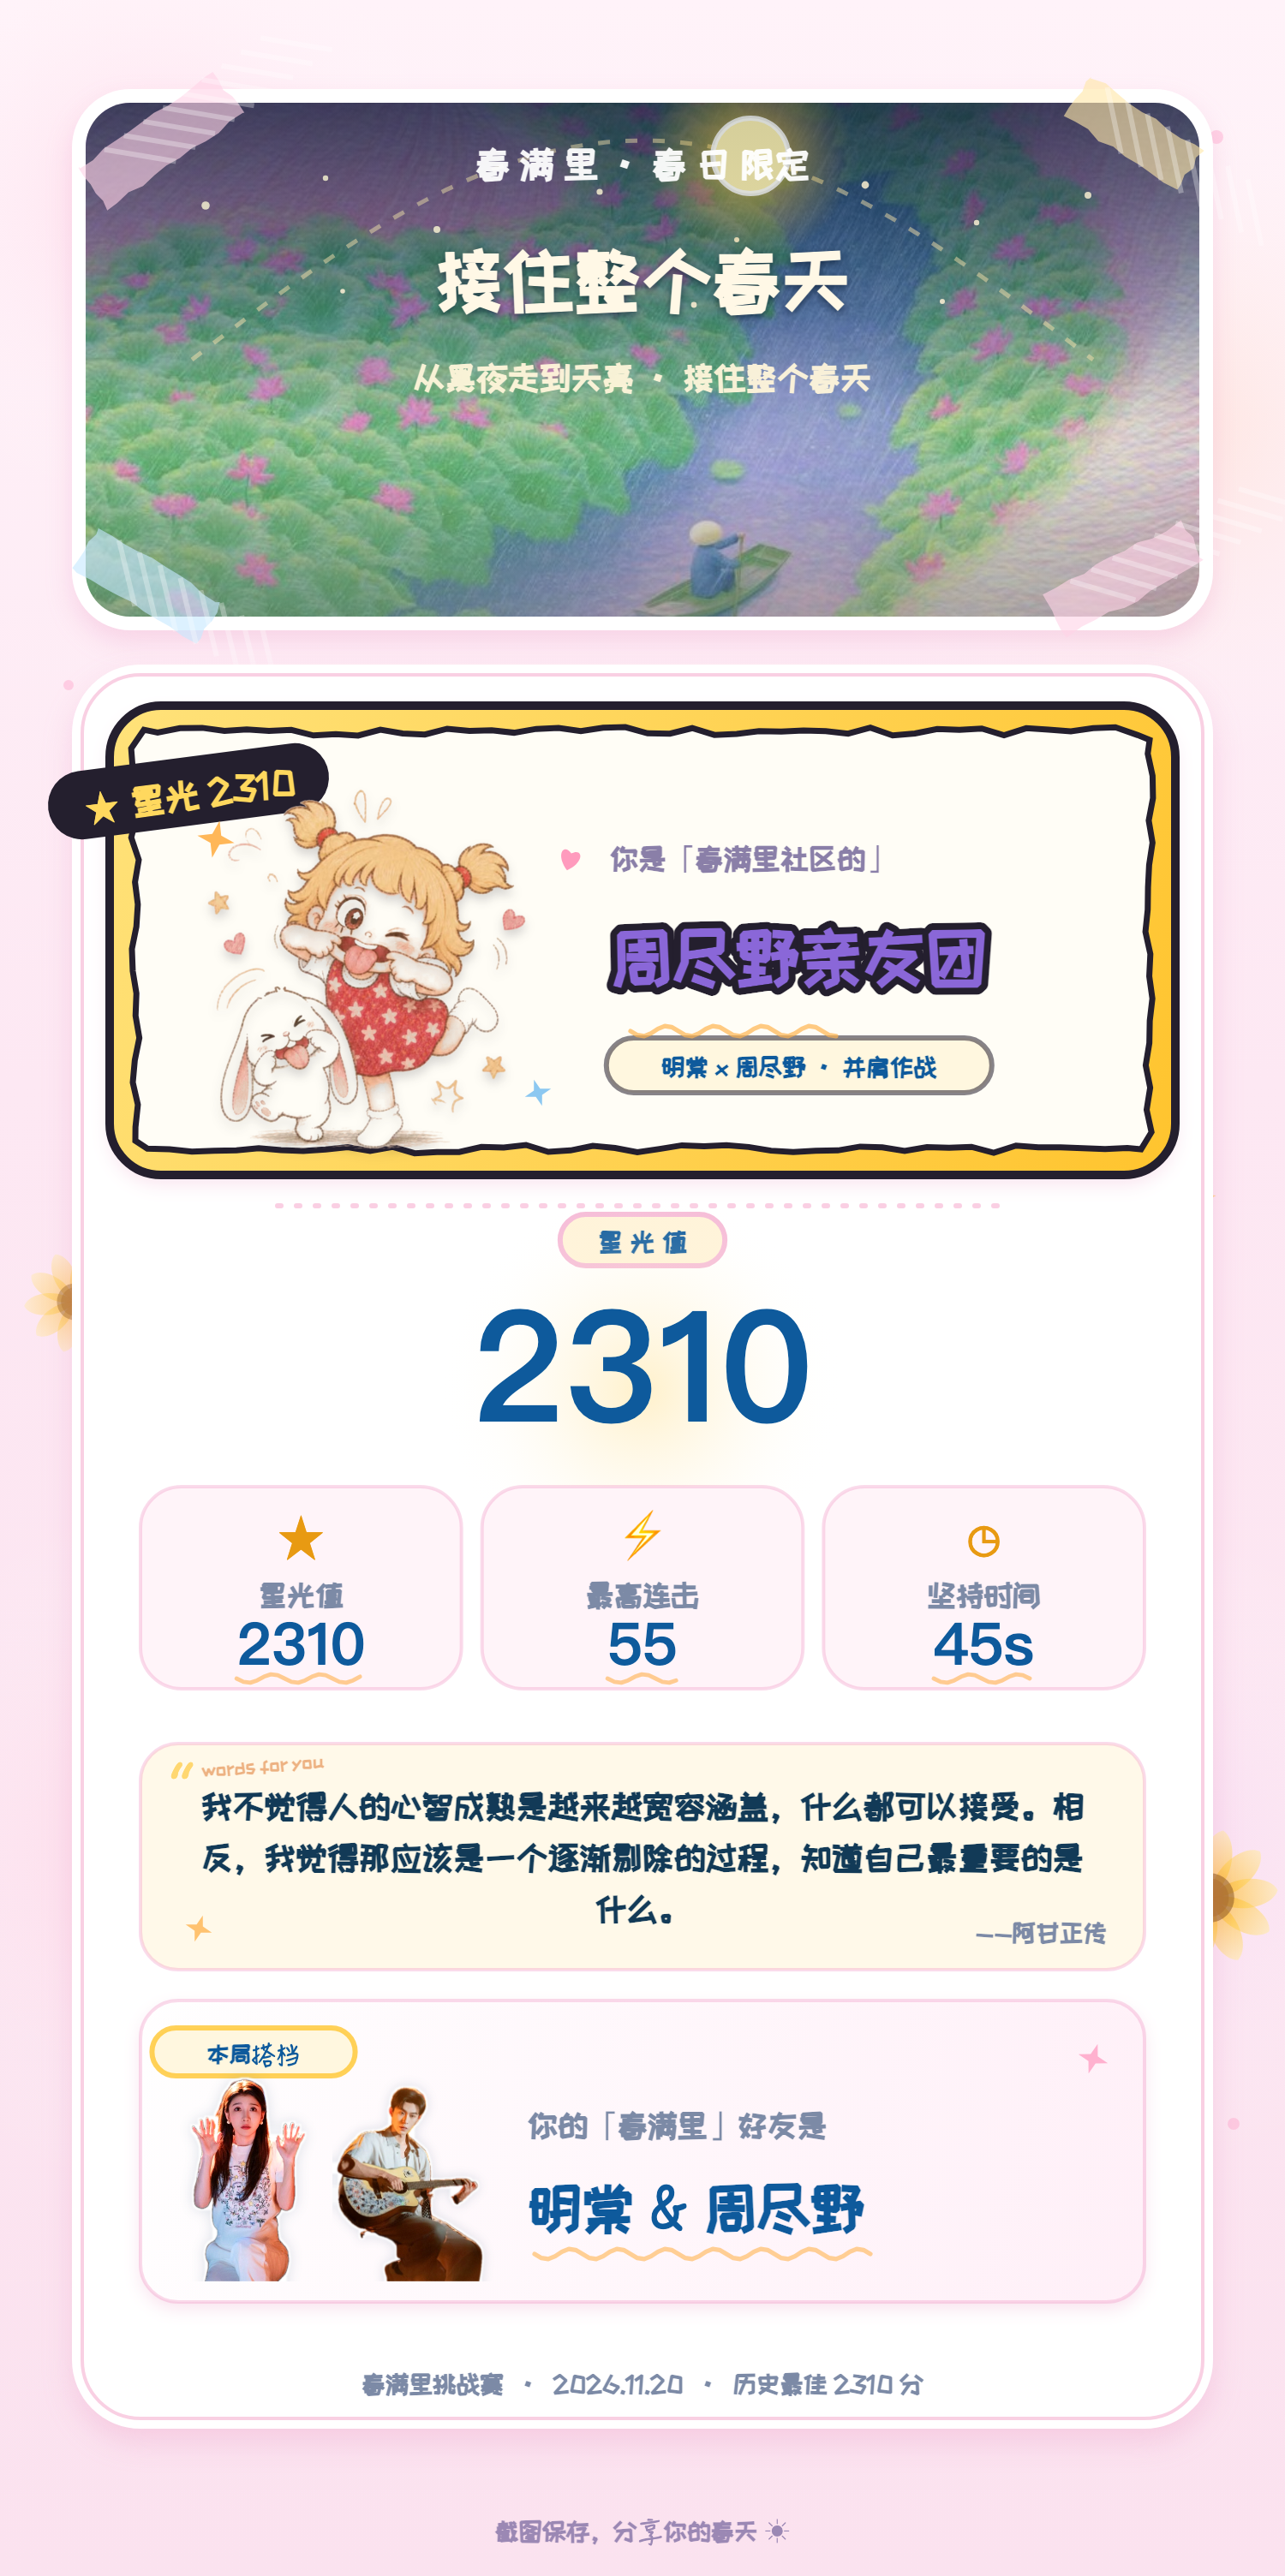 春满里 · 春日限定
接住整个春天
从黑夜走到天亮 · 接住整个春天
★ 星光 2310
你是「春满里社区的」
周尽野亲友团
明棠 x 周尽野 · 并肩作战
星光值
2310
星光值
2310
最高连击
55
坚持时间
45s
words for you
我不觉得人的心智成熟是越来越宽容涵盖，什么都可以接受。相
反，我觉得那应该是一个逐渐剔除的过程，知道自己最重要的是
什么。
——阿甘正传
本局搭档
你的「春满里」好友是
明棠 & 周尽野
春满里挑战赛 · 2026.11.20 · 历史最佳 2310 分
截图保存，分享你的春天 ☀